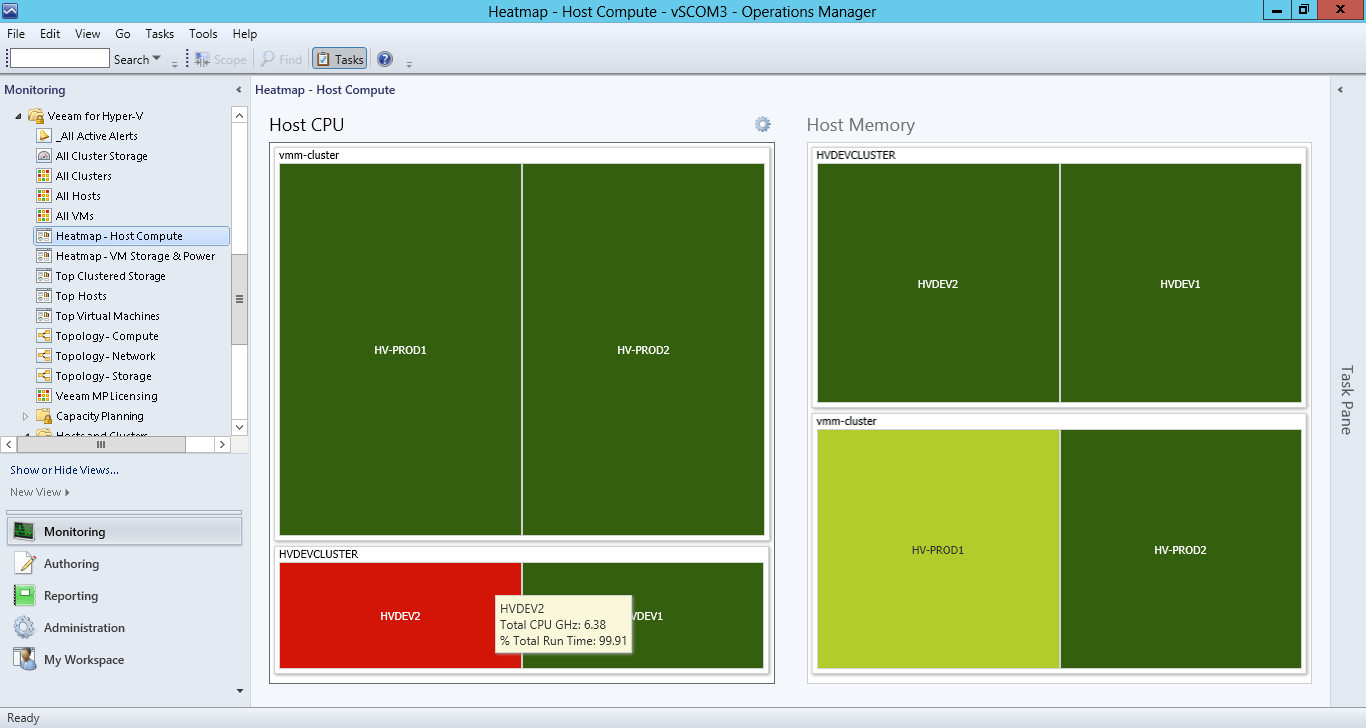 Heatmap - Host Compute - vSCOM3 - Operations Manager
File Edit View Go Tasks Tools Help
Search Scope Find Tasks
Monitoring
Veeam for Hyper-V
_All Active Alerts
All Cluster Storage
All Clusters
All Hosts
All VMs
Heatmap - Host Compute
Heatmap - VM Storage & Power
Top Clustered Storage
Top Hosts
Top Virtual Machines
Topology - Compute
Topology - Network
Topology - Storage
Veeam MP Licensing
Capacity Planning
Hosts and Clusters
Show or Hide Views...
New View
Monitoring
Authoring
Reporting
Administration
My Workspace
Heatmap - Host Compute
Host CPU
vmm-cluster
HV-PROD1
HV-PROD2
HVDEVCLUSTER
HVDEV2
VDEV1
HVDEV2
Total CPU GHz: 6.38
% Total Run Time: 99.91
Host Memory
HVDEVCLUSTER
HVDEV2
HVDEV1
vmm-cluster
HV-PROD1
HV-PROD2
Task Pane
Ready